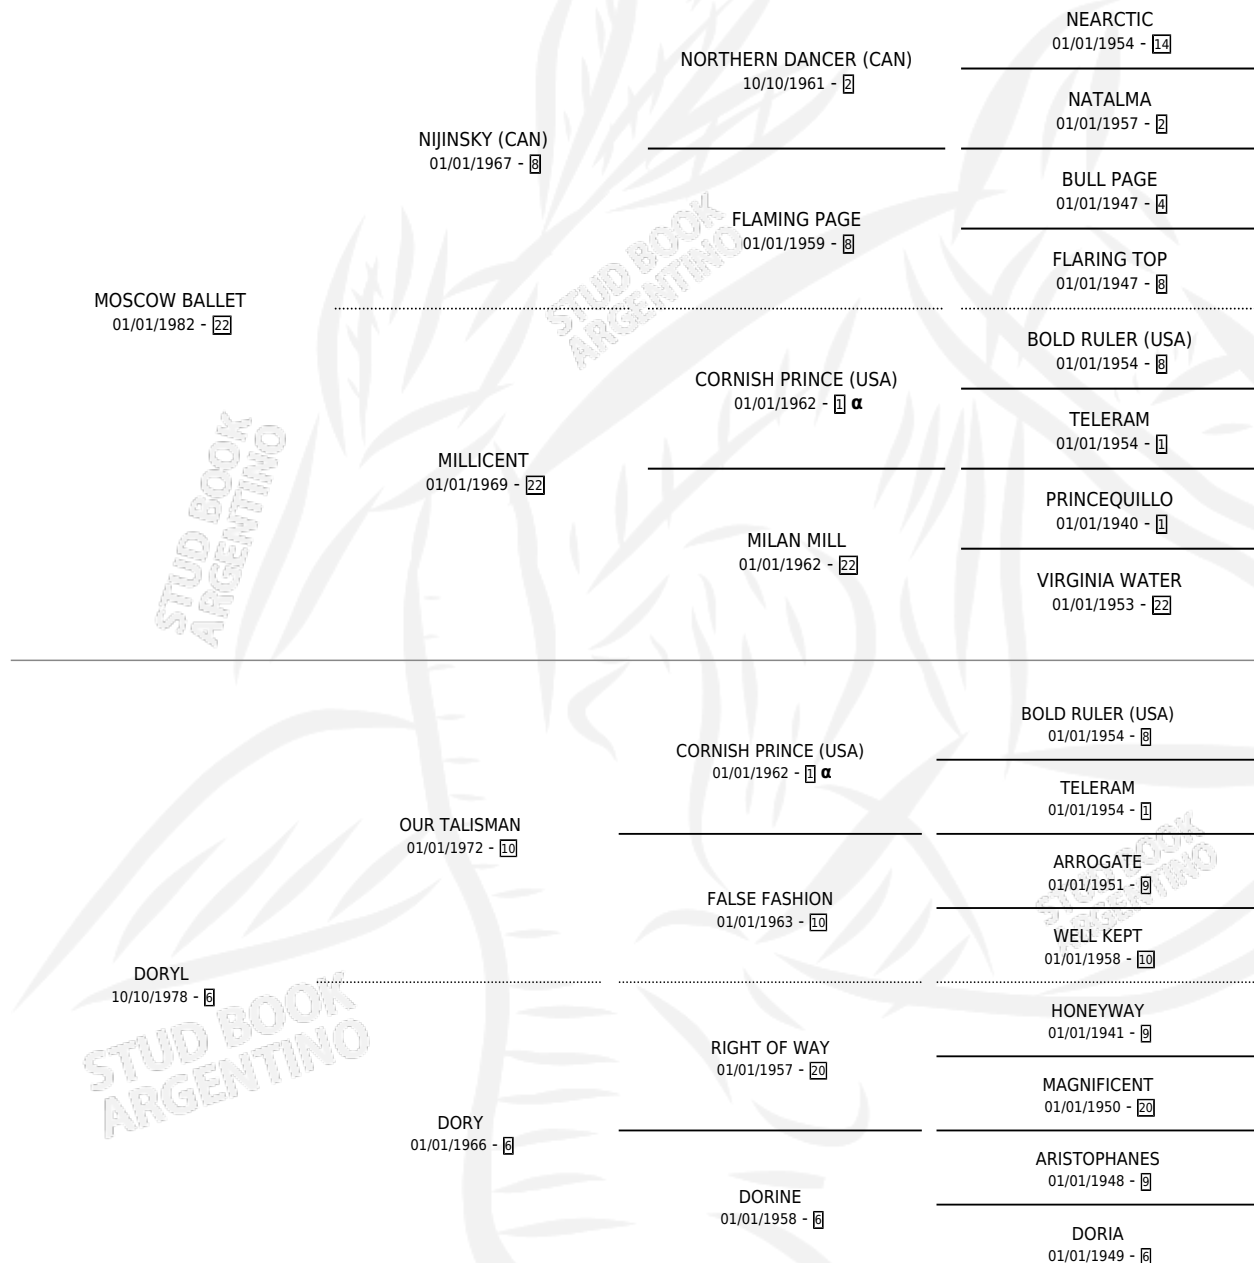 NEARCTIC
01/01/1954 - 14
NORTHERN DANCER (CAN)
10/10/1961 - 2
NATALMA
01/01/1957 - 2
NIJINSKY (CAN)
01/01/1967 - 8
BULL PAGE
01/01/1947 - 4
FLAMING PAGE
01/01/1959 - 8
FLARING TOP
01/01/1947 - 8
MOSCOW BALLET
01/01/1982 - 22
BOLD RULER (USA)
01/01/1954 - 8
CORNISH PRINCE (USA)
01/01/1962 - 1 α
TELERAM
01/01/1954 - 1
MILLICENT
01/01/1969 - 22
PRINCEQUILLO
01/01/1940 - 1
MILAN MILL
01/01/1962 - 22
VIRGINIA WATER
01/01/1953 - 22
BOLD RULER (USA)
01/01/1954 - 8
CORNISH PRINCE (USA)
01/01/1962 - 1 α
TELERAM
01/01/1954 - 1
OUR TALISMAN
01/01/1972 - 10
ARROGATE
01/01/1951 - 9
FALSE FASHION
01/01/1963 - 10
WELL KEPT
01/01/1958 - 10
DORYL
10/10/1978 - 6
HONEYWAY
01/01/1941 - 9
RIGHT OF WAY
01/01/1957 - 20
MAGNIFICENT
01/01/1950 - 20
DORY
01/01/1966 - 6
ARISTOPHANES
01/01/1948 - 9
DORINE
01/01/1958 - 6
DORIA
01/01/1949 - 6
STUD BOOK
ARGENTINO
STUD BOOK
ARGENTINO
STUD BOOK
ARGENTINO
STUD BOOK
ARGENTINO